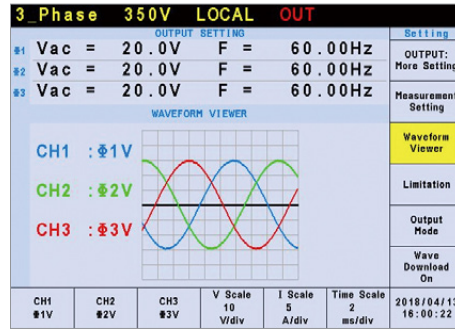 3_Phase 350V LOCAL OUT
OUTPUT SETTING
Φ1 Vac = 20.0V F = 60.00Hz
Φ2 Vac = 20.0V F = 60.00Hz
Φ3 Vac = 20.0V F = 60.00Hz
WAVEFORM VIEWER
CH1 :Φ1V
CH2 :Φ2V
CH3 :Φ3V
Setting
OUTPUT:
More Setting
Measurement
Setting
Waveform
Viewer
Limitation
Output
Mode
Wave
Download
On
CH1
Φ1V
CH2
Φ2V
CH3
Φ3V
V Scale
10
V/div
I Scale
5
A/div
Time Scale
2
ms/div
2018/04/13
16:00:22